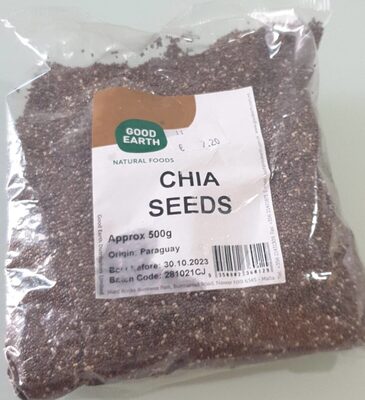 GOOD
EARTH
€ 7.20
NATURAL FOODS
CHIA
SEEDS
Approx 500g
Origin: Paraguay
Best before: 30.10.2023
Batch Code: 281021CJ